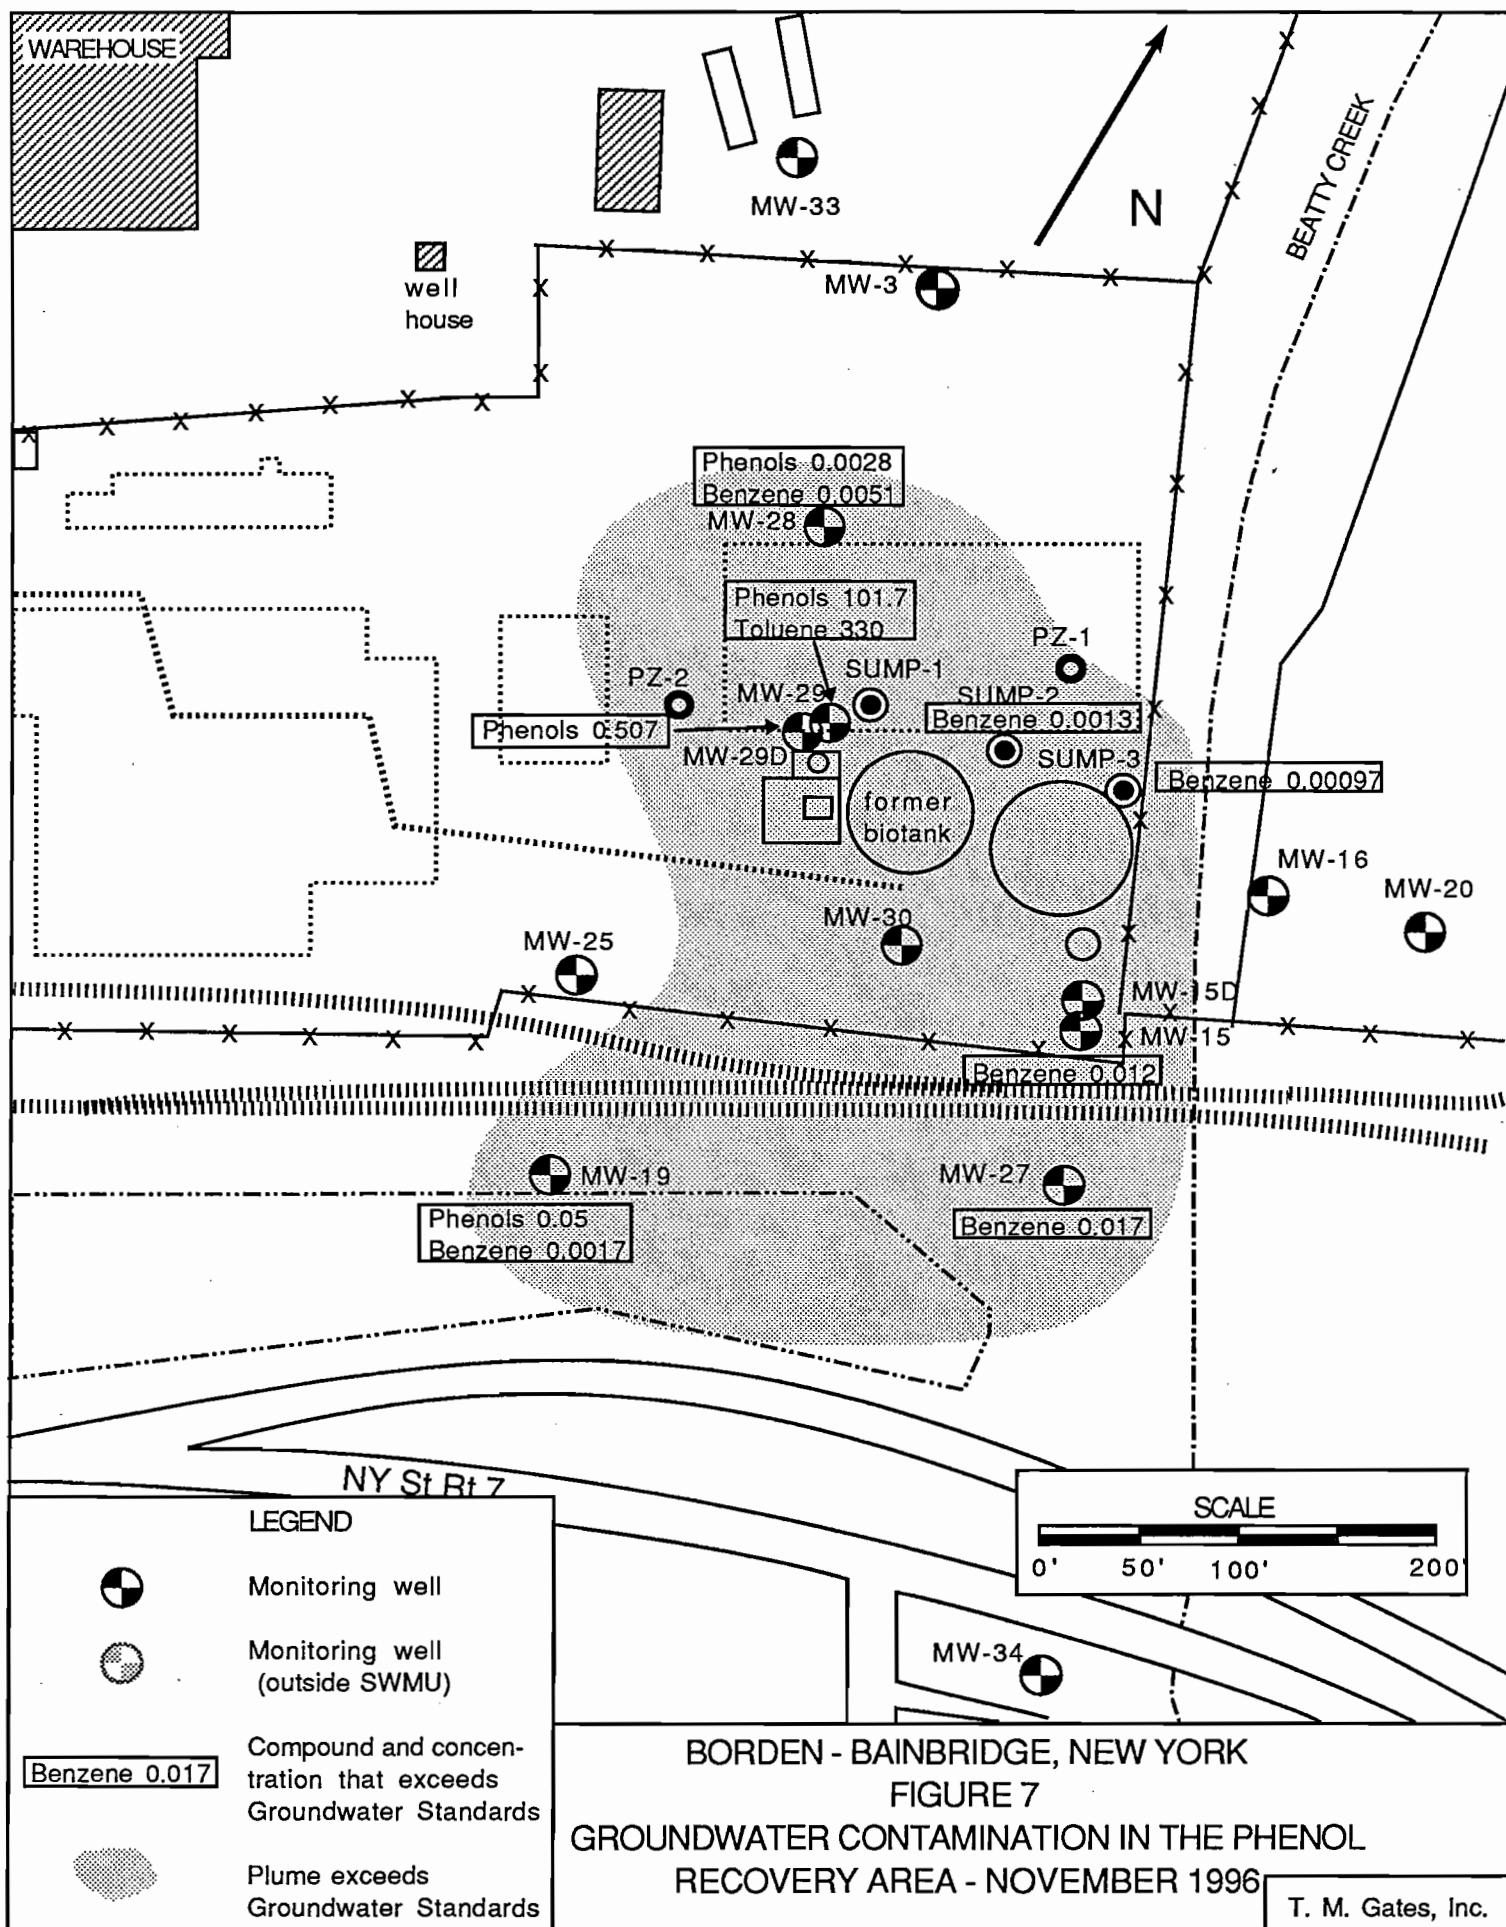 WAREHOUSE
MW-33
N
BEATTY CREEK
MW-3
well
house
Phenols 0.0028
Benzene 0.0051
MW-28
Phenols 101.7
Toluene 330
PZ-1
PZ-2
MW-29
SUMP-1
SUMP-2
Benzene 0.0013
Phenols 0.507
MW-29D
SUMP-3
Benzene 0.00097
former
biotank
MW-16
MW-20
MW-30
MW-25
MW-15D
MW-15
Benzene 0.012
MW-19
MW-27
Phenols 0.05
Benzene 0.0017
Benzene 0.017
NY St Rt 7
SCALE
0' 50' 100' 200'
LEGEND
Monitoring well
Monitoring well
(outside SWMU)
Benzene 0.017
Compound and concen-
tration that exceeds
Groundwater Standards
Plume exceeds
Groundwater Standards
MW-34
BORDEN - BAINBRIDGE, NEW YORK
FIGURE 7
GROUNDWATER CONTAMINATION IN THE PHENOL
RECOVERY AREA - NOVEMBER 1996
T. M. Gates, Inc.